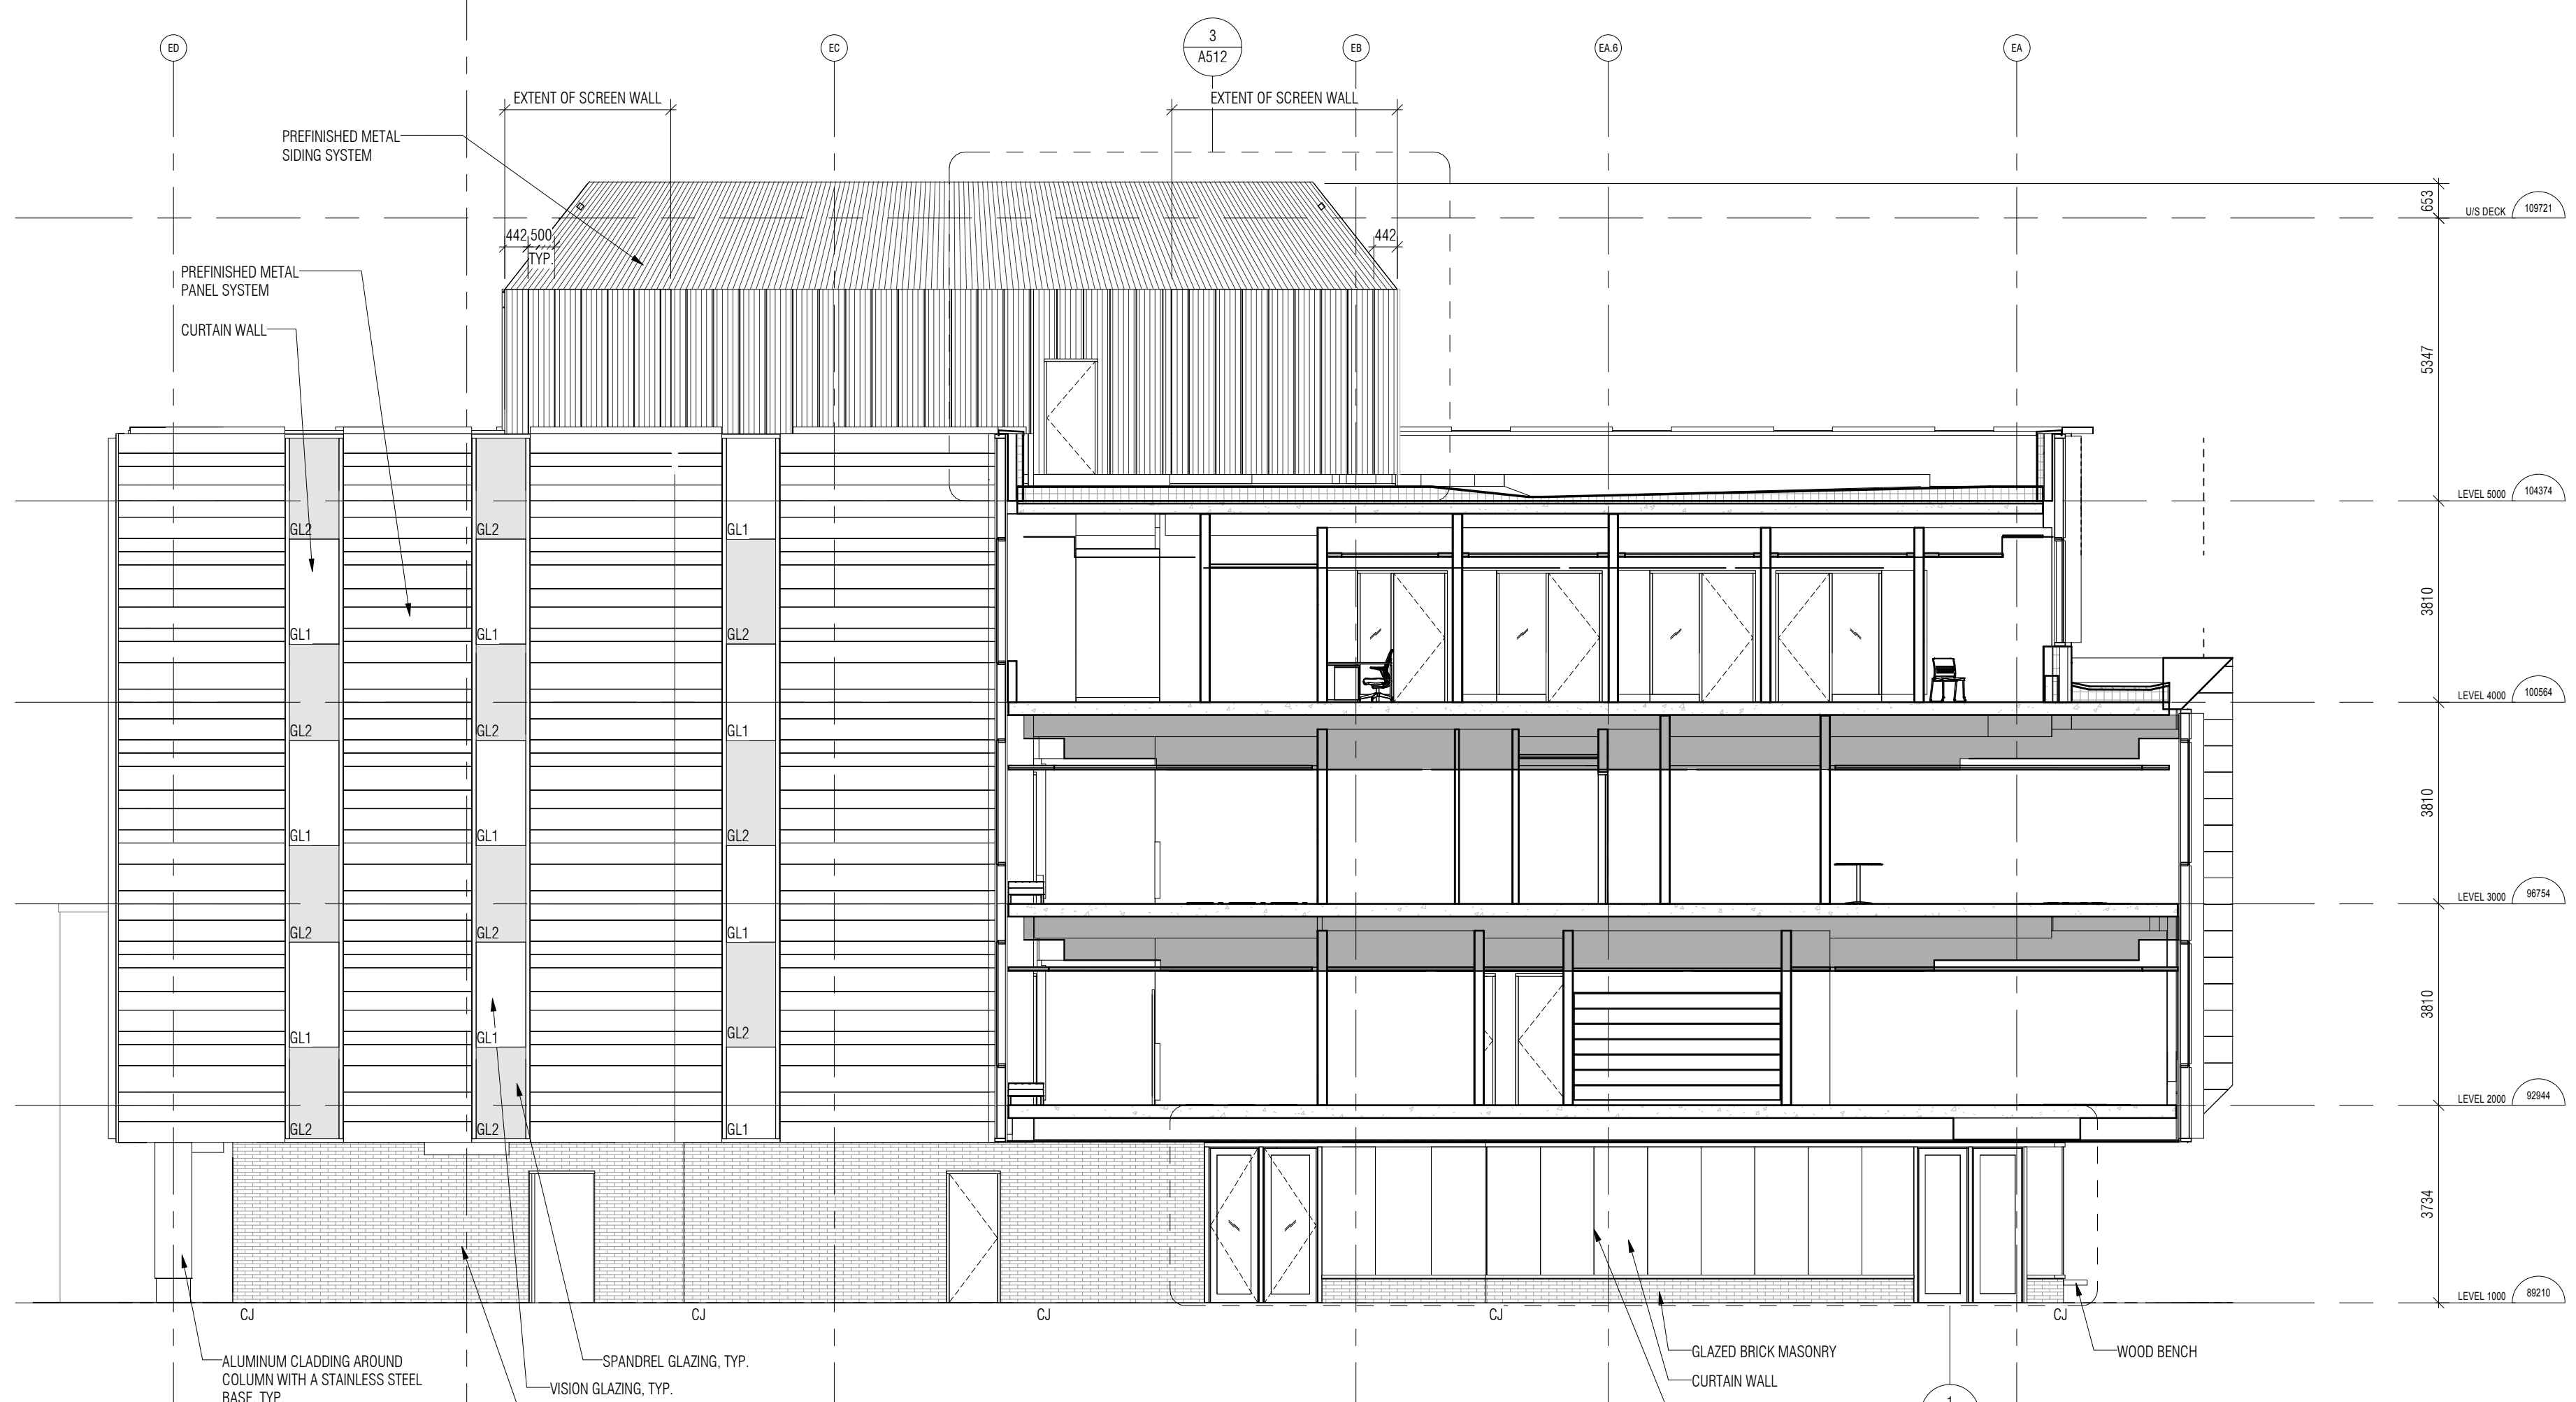 ED
EC
3
A512
EB
EA.6
EA
EXTENT OF SCREEN WALL
EXTENT OF SCREEN WALL
PREFINISHED METAL
SIDING SYSTEM
653
U/S DECK 109721
442 500
TYP.
442
PREFINISHED METAL
PANEL SYSTEM
CURTAIN WALL
5347
LEVEL 5000 104374
GL2
GL2
GL1
3810
GL1
GL1
GL2
LEVEL 4000 100564
GL2
GL2
GL1
3810
GL1
GL1
GL2
LEVEL 3000 96754
GL2
GL2
GL1
3810
GL1
GL1
GL2
LEVEL 2000 92944
GL2
GL2
GL1
3734
LEVEL 1000 89210
CJ
CJ
CJ
CJ
CJ
ALUMINUM CLADDING AROUND
COLUMN WITH A STAINLESS STEEL
BASE, TYP.
SPANDREL GLAZING, TYP.
VISION GLAZING, TYP.
GLAZED BRICK MASONRY
CURTAIN WALL
WOOD BENCH
1